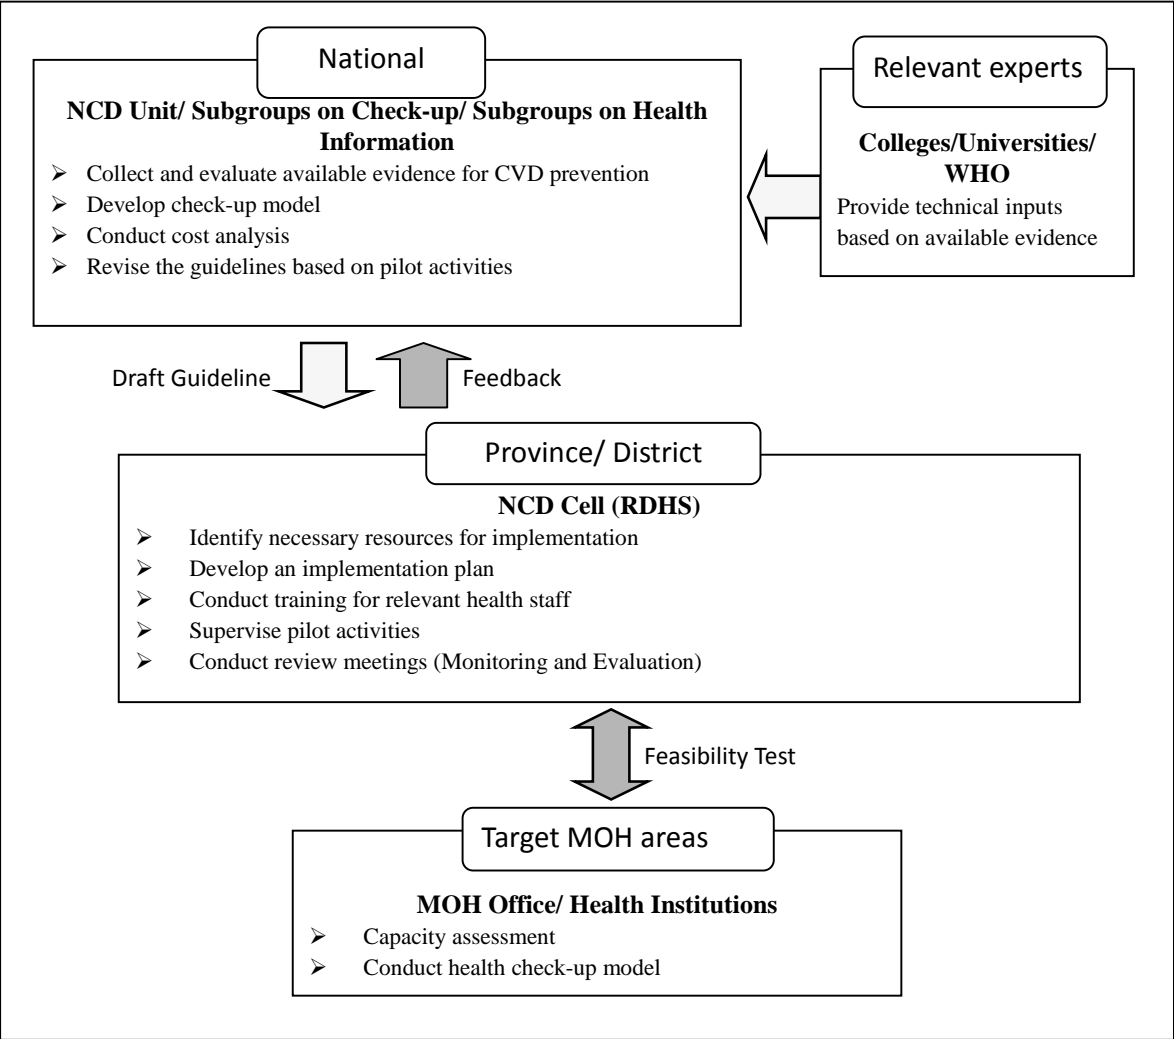 National
NCD Unit/ Subgroups on Check-up/ Subgroups on Health
Information
➢ Collect and evaluate available evidence for CVD prevention
➢ Develop check-up model
➢ Conduct cost analysis
➢ Revise the guidelines based on pilot activities
Relevant experts
Colleges/Universities/
WHO
Provide technical inputs
based on available evidence
Draft Guideline
Feedback
Province/ District
NCD Cell (RDHS)
➢ Identify necessary resources for implementation
➢ Develop an implementation plan
➢ Conduct training for relevant health staff
➢ Supervise pilot activities
➢ Conduct review meetings (Monitoring and Evaluation)
Feasibility Test
Target MOH areas
MOH Office/ Health Institutions
➢ Capacity assessment
➢ Conduct health check-up model